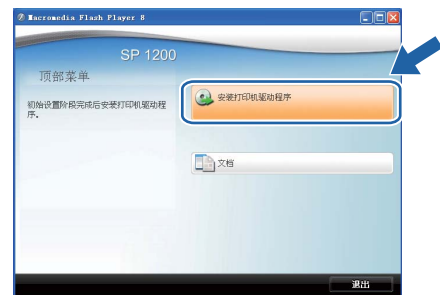 Macromedia Flash Player 8
SP 1200
顶部菜单
初始设置阶段完成后安装打印机驱动程
序。
安装打印机驱动程序
文档
退出